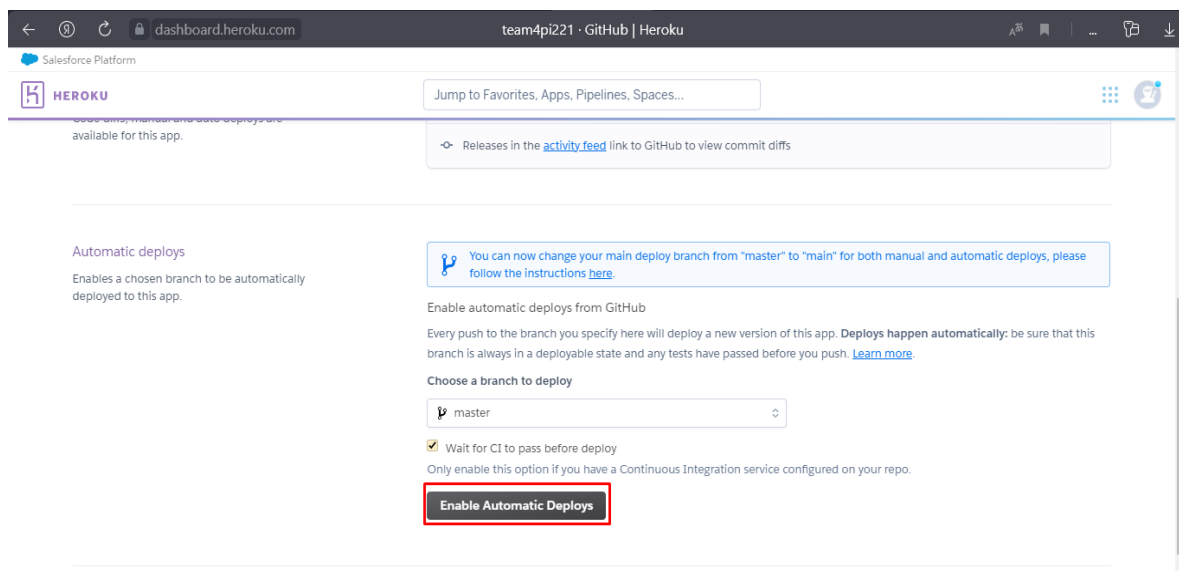 dashboard.heroku.com
team4pi221 · GitHub | Heroku
Salesforce Platform
HEROKU
Jump to Favorites, Apps, Pipelines, Spaces...
Code diffs, manual and auto deploys are
available for this app.
Releases in the activity feed link to GitHub to view commit diffs
Automatic deploys
Enables a chosen branch to be automatically
deployed to this app.
You can now change your main deploy branch from "master" to "main" for both manual and automatic deploys, please
follow the instructions here.
Enable automatic deploys from GitHub
Every push to the branch you specify here will deploy a new version of this app. Deploys happen automatically: be sure that this
branch is always in a deployable state and any tests have passed before you push. Learn more.
Choose a branch to deploy
master
Wait for CI to pass before deploy
Only enable this option if you have a Continuous Integration service configured on your repo.
Enable Automatic Deploys